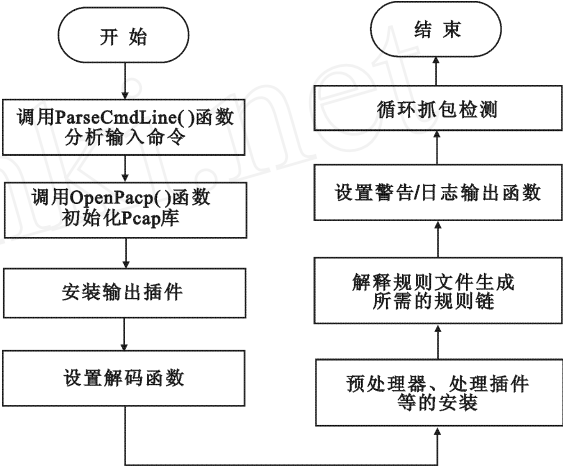 开 始
调用ParseCmdLine( )函数
分析输入命令
调用OpenPacp( )函数
初始化Pcap库
安装输出插件
设置解码函数
预处理器、处理插件
等的安装
解释规则文件生成
所需的规则链
设置警告/日志输出函数
循环抓包检测
结 束